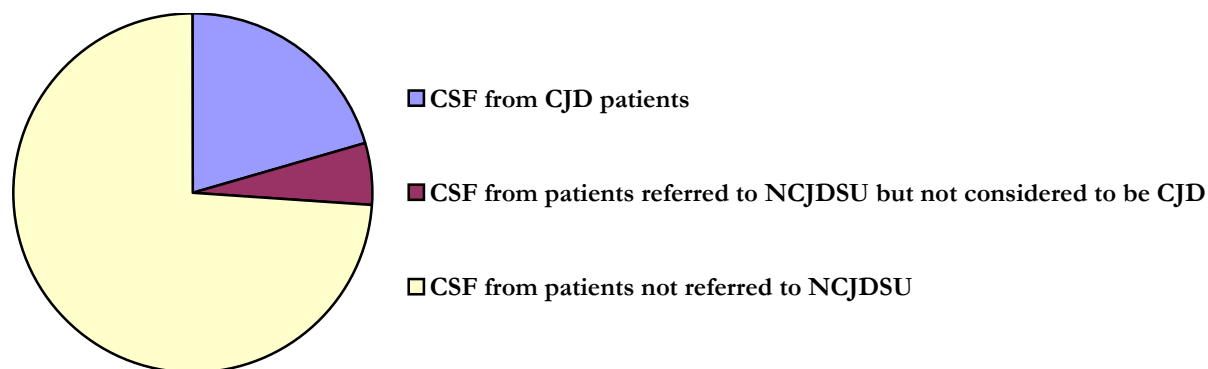 CSF from CJD patients
CSF from patients referred to NCJDSU but not considered to be CJD
CSF from patients not referred to NCJDSU